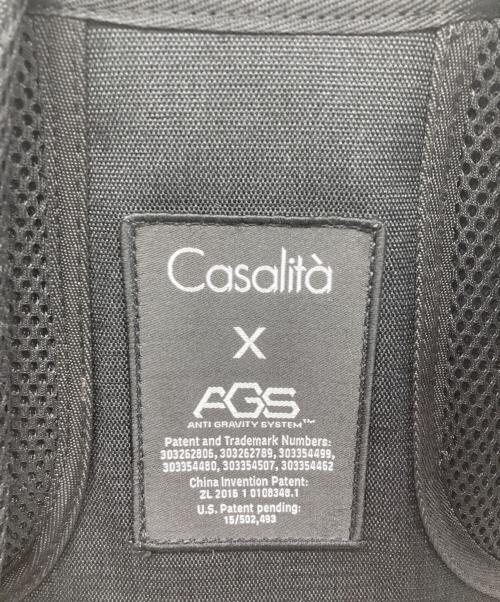 Casalità
X
AGS
ANTI GRAVITY SYSTEM™
Patent and Trademark Numbers:
303262806, 303262789, 303354499,
303354480, 303354507, 303354462
China Invention Patent:
ZL 2016 1 0108348.1
U.S. Patent pending:
15/502,493